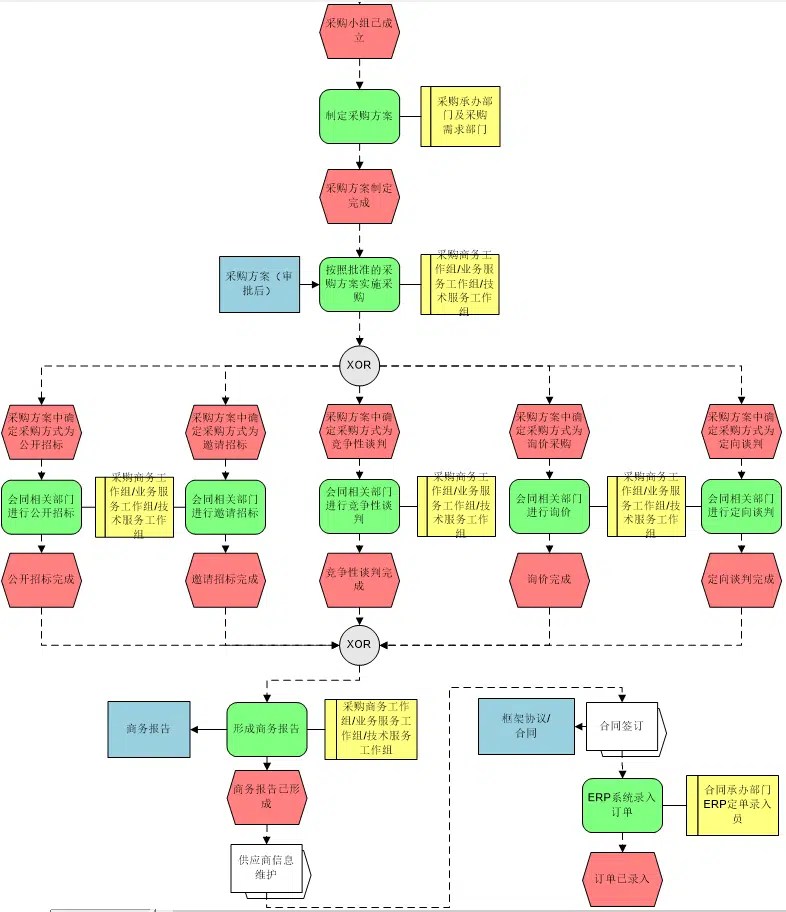 采购小组已成
立
制定采购方案
采购承办部
门及采购
需求部门
采购方案制定
完成
采购方案（审
批后）
按照批准的采
购方案实施采
购
采购商务工
作组/业务服
务工作组/技
术服务工作
组
XOR
采购方案中确
定采购方式为
公开招标
采购方案中确
定采购方式为
邀请招标
采购方案中确
定采购方式为
竞争性谈判
采购方案中确
定采购方式为
询价采购
采购方案中确
定采购方式为
定向谈判
会同相关部门
进行公开招标
采购商务工
作组/业务服
务工作组/技
术服务工作
组
会同相关部门
进行邀请招标
会同相关部门
进行竞争性谈
判
采购商务工
作组/业务服
务工作组/技
术服务工作
组
会同相关部门
进行询价
采购商务工
作组/业务服
务工作组/技
术服务工作
组
会同相关部门
进行定向谈判
公开招标完成
邀请招标完成
竞争性谈判完
成
询价完成
定向谈判完成
XOR
商务报告
形成商务报告
采购商务工作
组/业务服务工
作组/技术服务
工作组
框架协议/
合同
合同签订
商务报告已形
成
ERP系统录入
订单
合同承办部门
ERP定单录入
员
供应商信息
维护
订单已录入